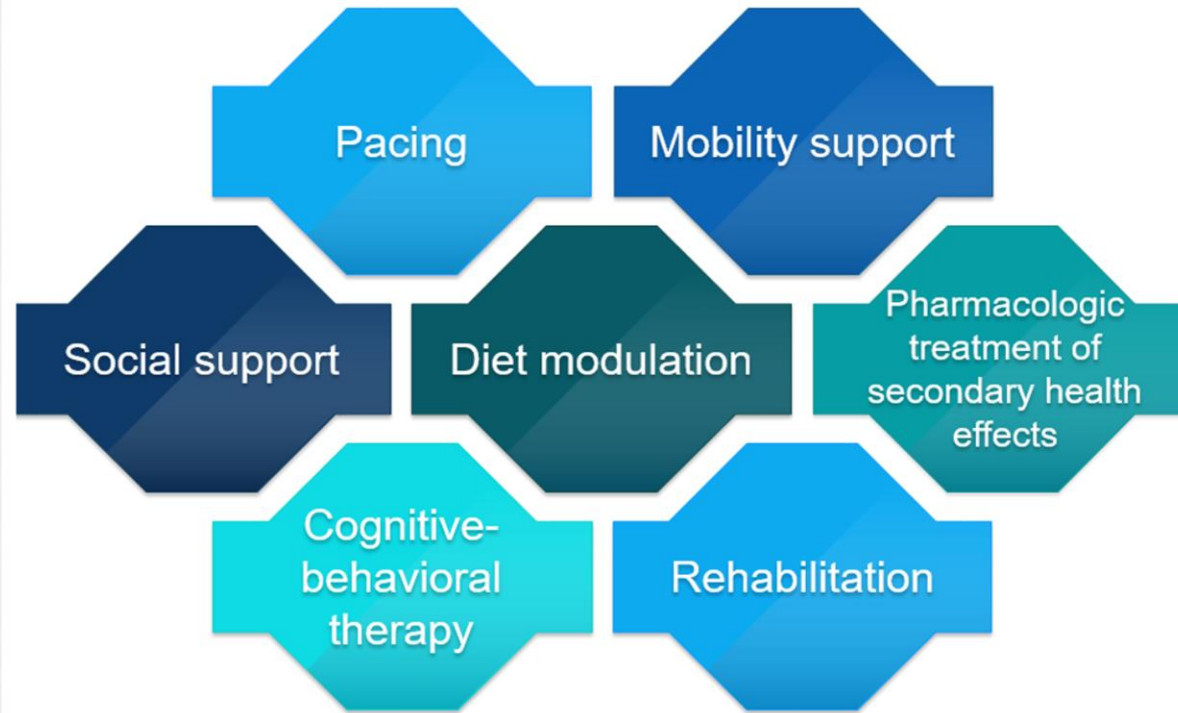 Pacing
Mobility support
Social support
Diet modulation
Pharmacologic
treatment of
secondary health
effects
Cognitive-
behavioral
therapy
Rehabilitation